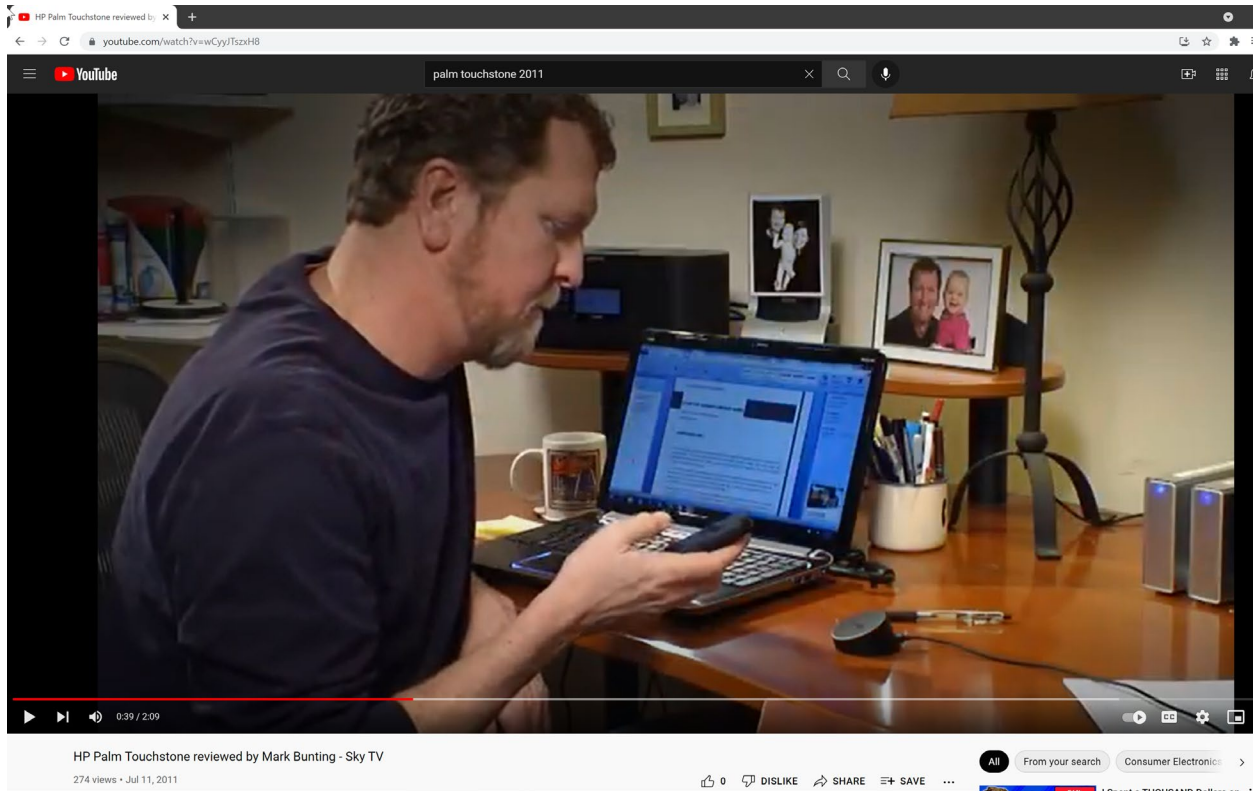 HP Palm Touchstone reviewed by
youtube.com/watch?v=wCyyJTszxH8
YouTube
palm touchstone 2011
0:39 / 2:09
CC
HP Palm Touchstone reviewed by Mark Bunting - Sky TV
274 views • Jul 11, 2011
0 DISLIKE SHARE SAVE ...
All From your search Consumer Electronics